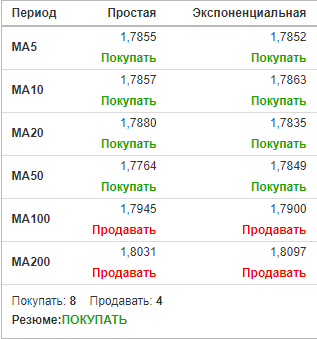 Период Простая Экспоненциальная
MA5 1,7855 1,7852
Покупать Покупать
MA10 1,7857 1,7863
Покупать Покупать
MA20 1,7880 1,7835
Покупать Покупать
MA50 1,7764 1,7849
Покупать Покупать
MA100 1,7945 1,7900
Продавать Продавать
MA200 1,8031 1,8097
Продавать Продавать
Покупать: 8 Продавать: 4
Резюме:ПОКУПАТЬ